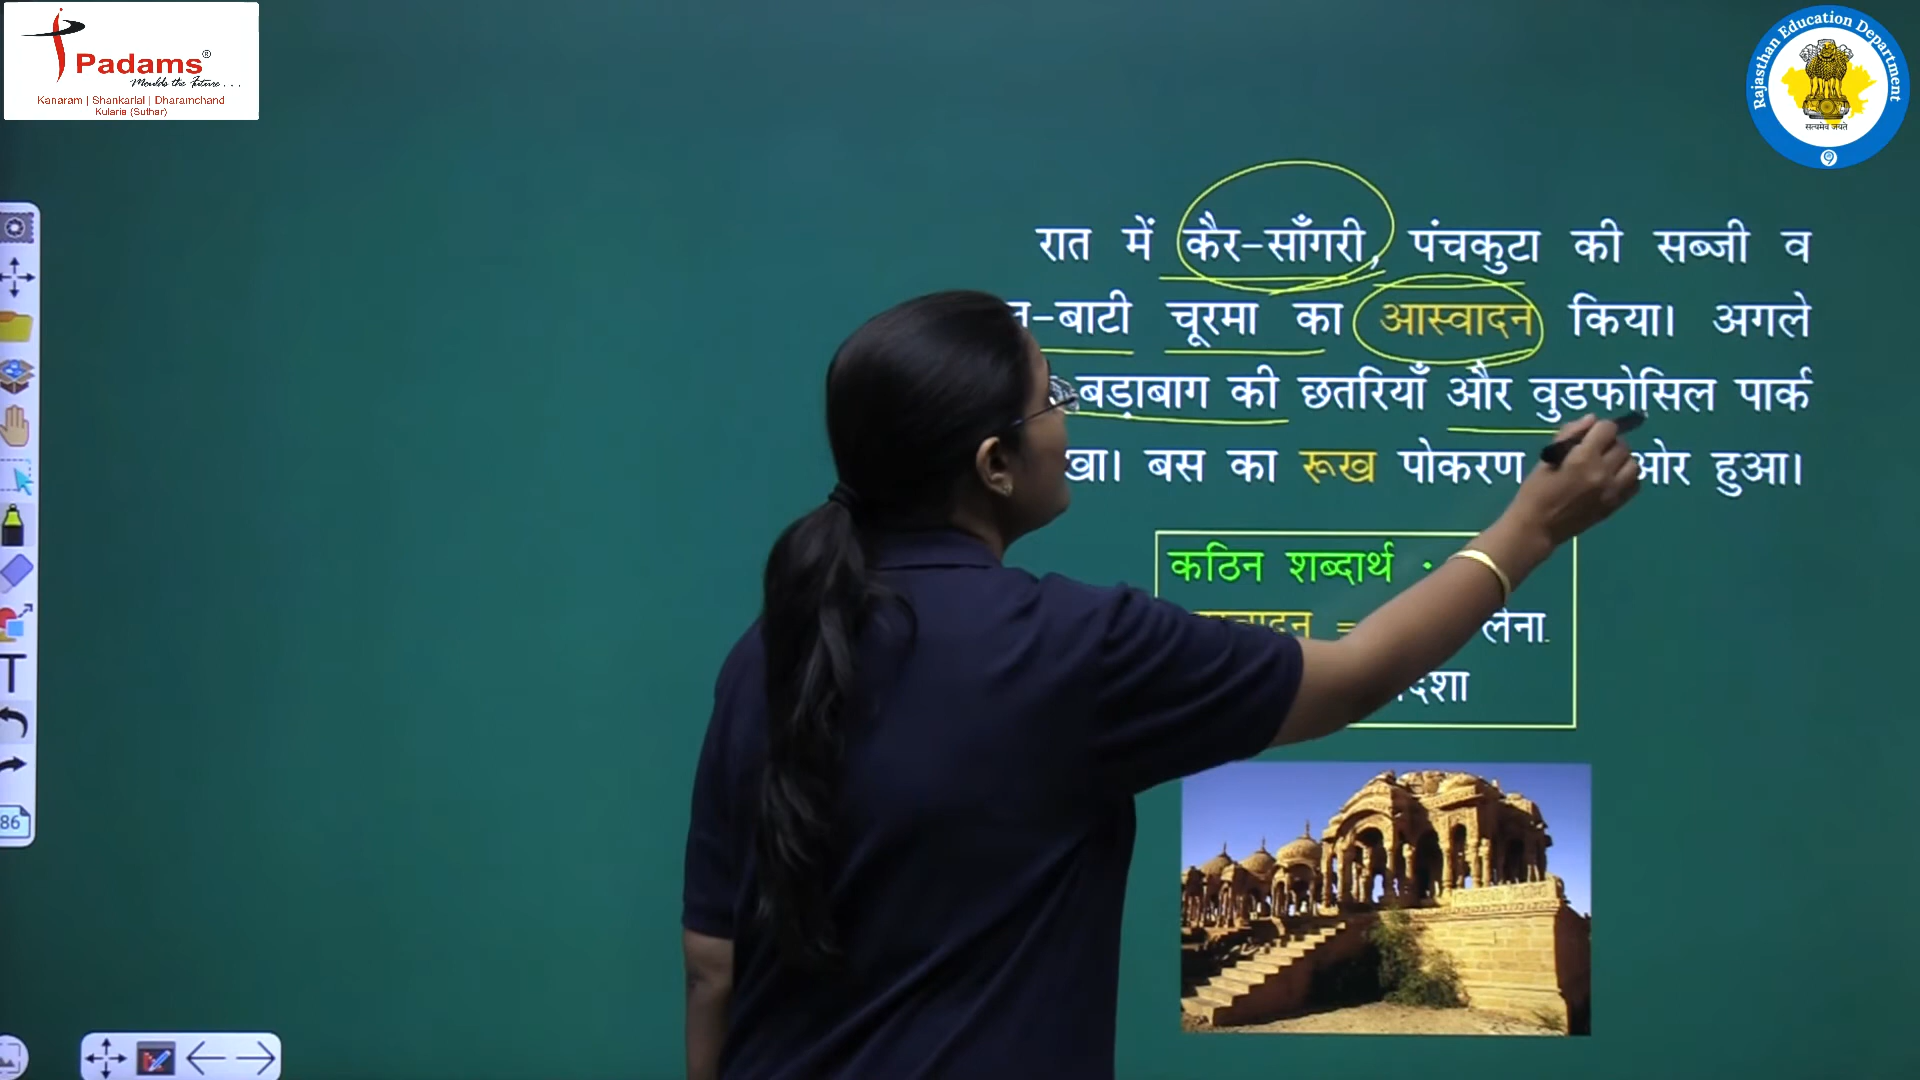 Padams®
Moulds the Future...
Kanaram | Shankarlal | Dharamchand
Kularia (Suthar)
Rajasthan Education Department
सत्यमेव जयते
रात में कैर-साँगरी, पंचकुटा की सब्जी व
-बाटी चूरमा का आस्वादन किया। अगले
बड़ाबाग की छतरियाँ और वुडफोसिल पार्क
बस का रूख पोकरण ओर हुआ।
कठिन शब्दार्थ
= लेना
T
86